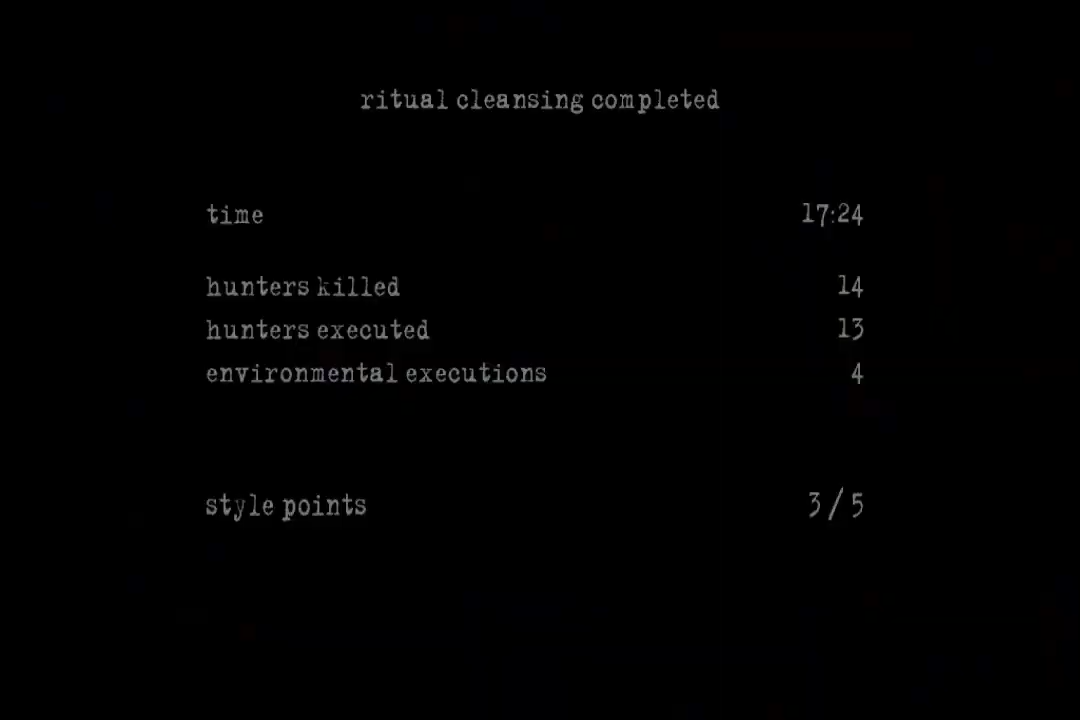 ritual cleansing completed
time 17:24
hunters killed 14
hunters executed 13
environmental executions 4
style points 3/5